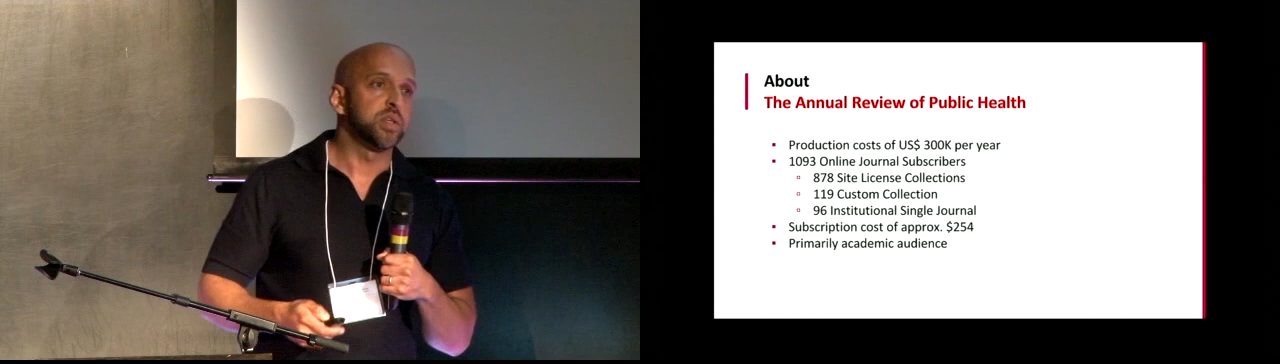 About
The Annual Review of Public Health
▪ Production costs of US$ 300K per year
▪ 1093 Online Journal Subscribers
▫ 878 Site License Collections
▫ 119 Custom Collection
▫ 96 Institutional Single Journal
▪ Subscription cost of approx. $254
▪ Primarily academic audience